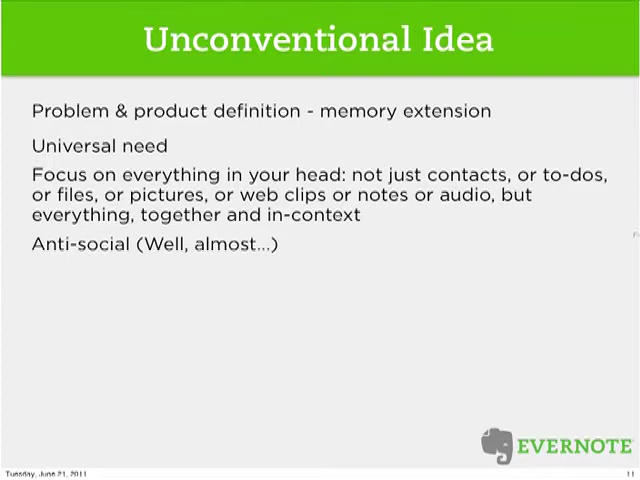 Unconventional Idea
Problem & product definition - memory extension
Universal need
Focus on everything in your head: not just contacts, or to-dos,
or files, or pictures, or web clips or notes or audio, but
everything, together and in-context
Anti-social (Well, almost...)
EVERNOTE
Tuesday, June 21, 2011
11